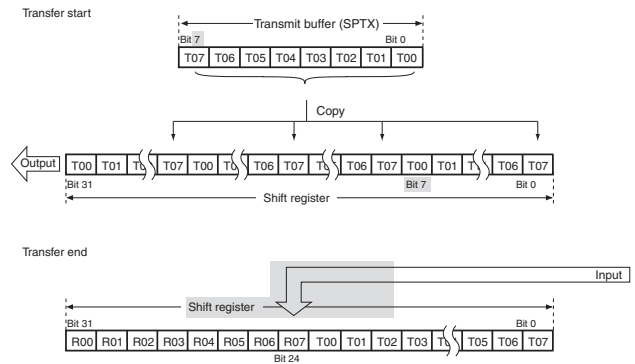 Transfer start
Transmit buffer (SPTX)
Bit 7 Bit 0
T07 T06 T05 T04 T03 T02 T01 T00
Copy
Output T00 T01 T07 T00 T06 T07 T06 T07 T00 T01 T06 T07
Bit 31 Bit 7 Bit 0
Shift register
Transfer end
Input
Shift register
Bit 31 Bit 0
R00 R01 R02 R03 R04 R05 R06 R07 T00 T01 T02 T03 T05 T06 T07
Bit 24